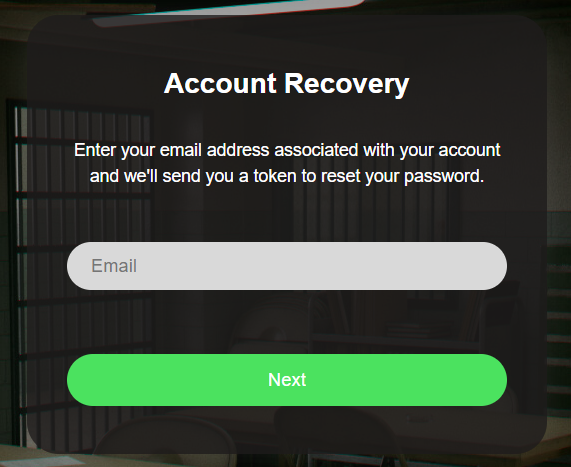 Account Recovery
Enter your email address associated with your account
and we'll send you a token to reset your password.
Email
Next